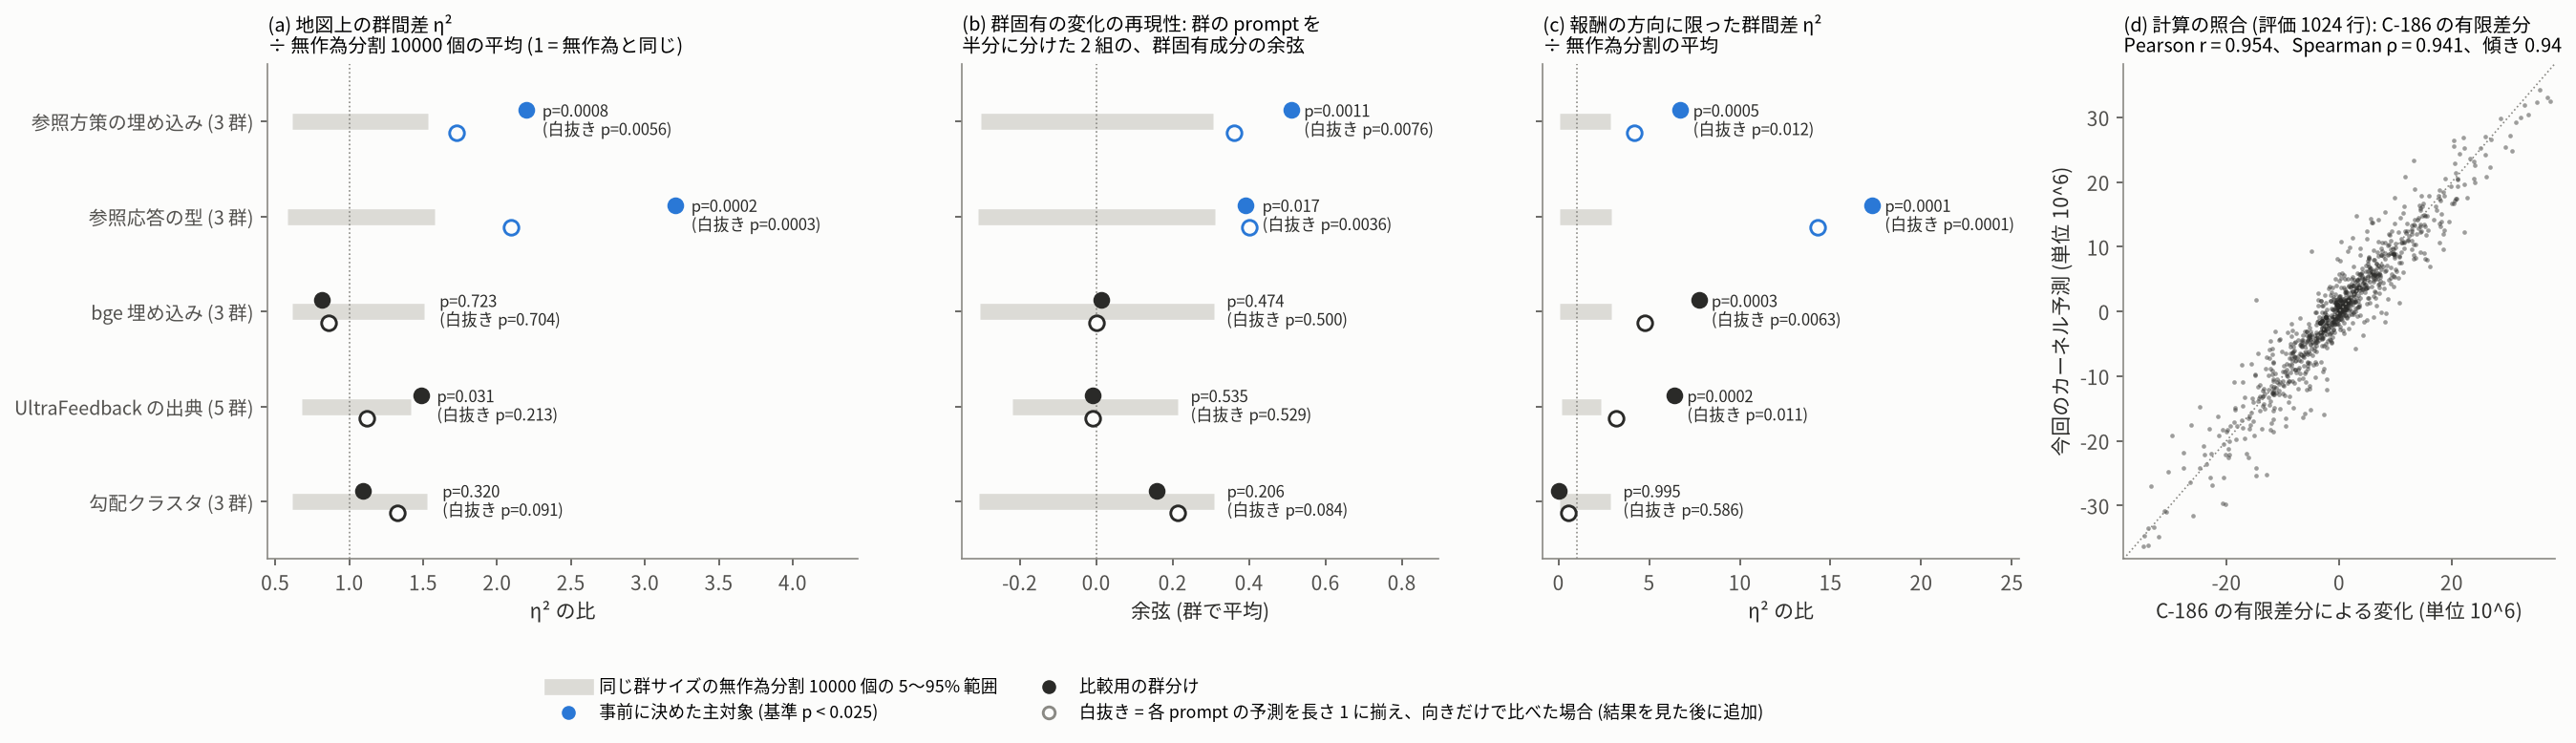 (a) 地図上の群間差 η²
÷ 無作為分割 10000 個の平均 (1 = 無作為と同じ)
参照方策の埋め込み (3 群)
参照応答の型 (3 群)
bge 埋め込み (3 群)
UltraFeedback の出典 (5 群)
勾配クラスタ (3 群)
p=0.0008
(白抜き p=0.0056)
p=0.0002
(白抜き p=0.0003)
p=0.723
(白抜き p=0.704)
p=0.031
(白抜き p=0.213)
p=0.320
(白抜き p=0.091)
0.5 1.0 1.5 2.0 2.5 3.0 3.5 4.0
η² の比
(b) 群固有の変化の再現性: 群の prompt を
半分に分けた 2 組の、群固有成分の余弦
p=0.0011
(白抜き p=0.0076)
p=0.017
(白抜き p=0.0036)
p=0.474
(白抜き p=0.500)
p=0.535
(白抜き p=0.529)
p=0.206
(白抜き p=0.084)
-0.2 0.0 0.2 0.4 0.6 0.8
余弦 (群で平均)
(c) 報酬の方向に限った群間差 η²
÷ 無作為分割の平均
p=0.0005
(白抜き p=0.012)
p=0.0001
(白抜き p=0.0001)
p=0.0003
(白抜き p=0.0063)
p=0.0002
(白抜き p=0.011)
p=0.995
(白抜き p=0.586)
0 5 10 15 20 25
η² の比
(d) 計算の照合 (評価 1024 行): C-186 の有限差分
Pearson r = 0.954、Spearman ρ = 0.941、傾き 0.94
今回のカーネル予測 (単位 10^6)
30
20
10
0
-10
-20
-30
-20 0 20
C-186 の有限差分による変化 (単位 10^6)
同じ群サイズの無作為分割 10000 個の 5〜95% 範囲
事前に決めた主対象 (基準 p < 0.025)
比較用の群分け
白抜き = 各 prompt の予測を長さ 1 に揃え、向きだけで比べた場合 (結果を見た後に追加)